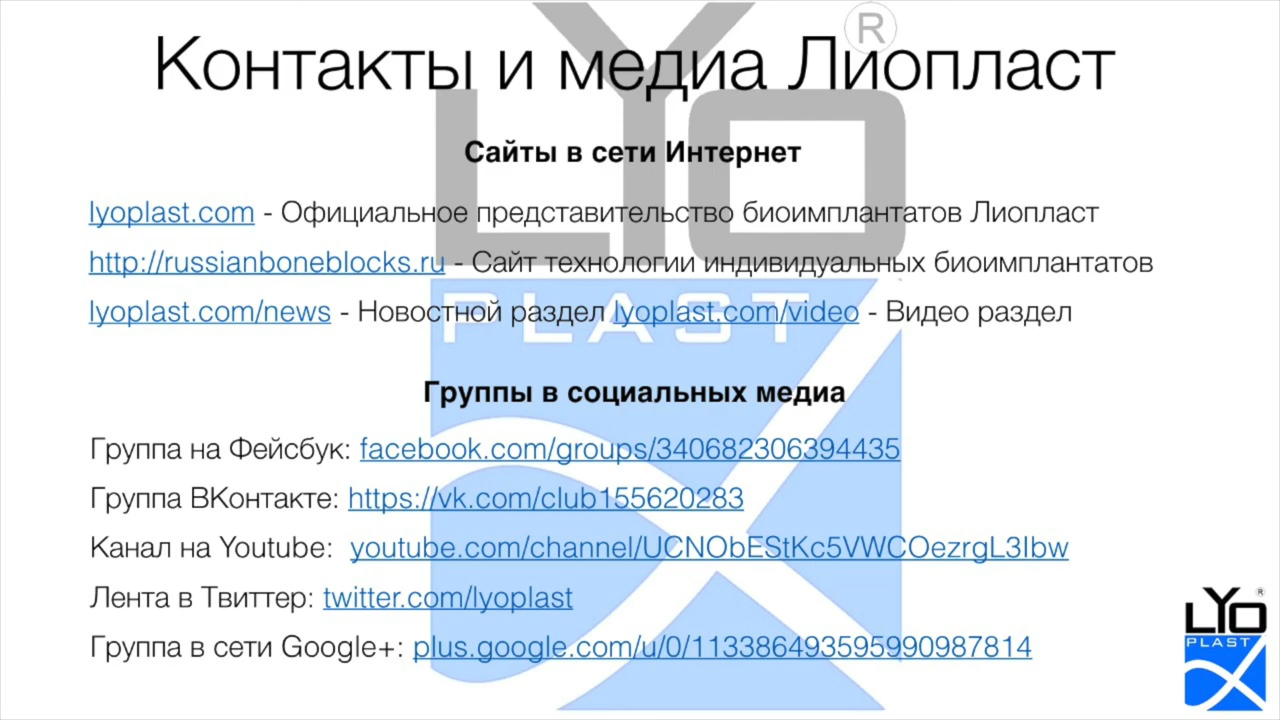 Контакты и медиа Лиопласт
Сайты в сети Интернет
lyoplast.com - Официальное представительство биоимплантатов Лиопласт
http://russianboneblocks.ru - Сайт технологии индивидуальных биоимплантатов
lyoplast.com/news - Новостной раздел lyoplast.com/video - Видео раздел
Группы в социальных медиа
Группа на Фейсбук: facebook.com/groups/340682306394435
Группа ВКонтакте: https://vk.com/club155620283
Канал на Youtube: youtube.com/channel/UCNObEStKc5VWCOezrgL3Ibw
Лента в Твиттер: twitter.com/lyoplast
Группа в сети Google+: plus.google.com/u/0/113386493595990987814
LYO®
PLAST
LYO®
PLAST